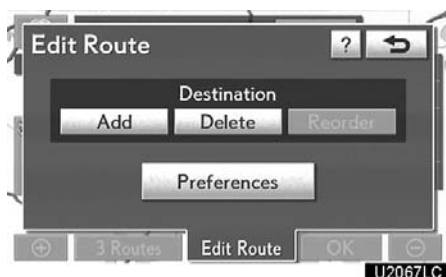 Edit Route ?
Destination
Add Delete Reorder
Preferences
3 Routes Edit Route OK
U2067LC